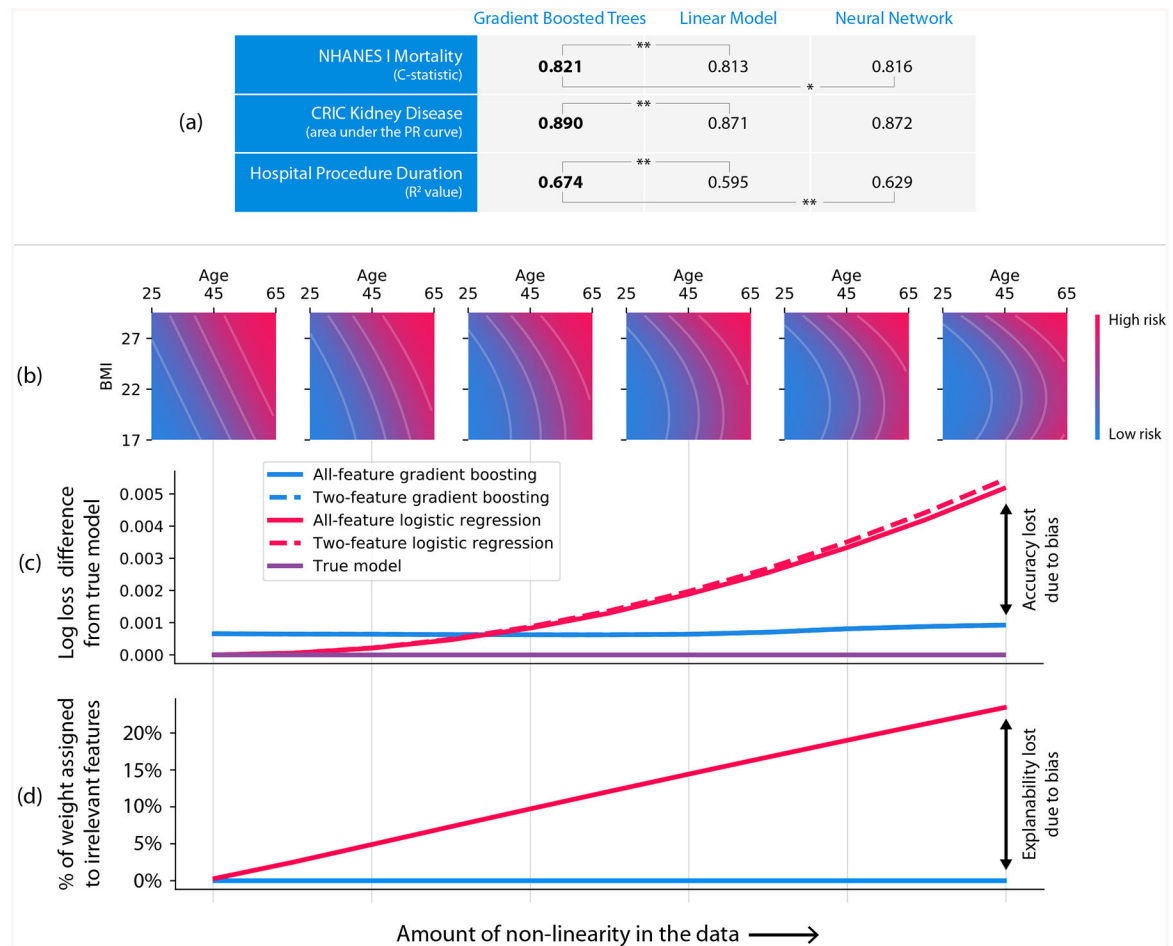 Gradient Boosted Trees Linear Model Neural Network
NHANES I Mortality
(C-statistic)
0.821 ** 0.813 0.816
*
(a)
CRIC Kidney Disease
(area under the PR curve)
0.890 ** 0.871 0.872
Hospital Procedure Duration
(R² value)
0.674 ** 0.595 0.629
**
Age Age Age Age Age Age
25 45 65 25 45 65 25 45 65 25 45 65 25 45 65 25 45 65
(b)
BMI
27
22
17
High risk
Low risk
(c)
Log loss difference
from true model
0.005
0.004
0.003
0.002
0.001
0.000
All-feature gradient boosting
Two-feature gradient boosting
All-feature logistic regression
Two-feature logistic regression
True model
Accuracy lost
due to bias
(d)
% of weight assigned
to irrelevant features
20%
15%
10%
5%
0%
Explanability lost
due to bias
Amount of non-linearity in the data